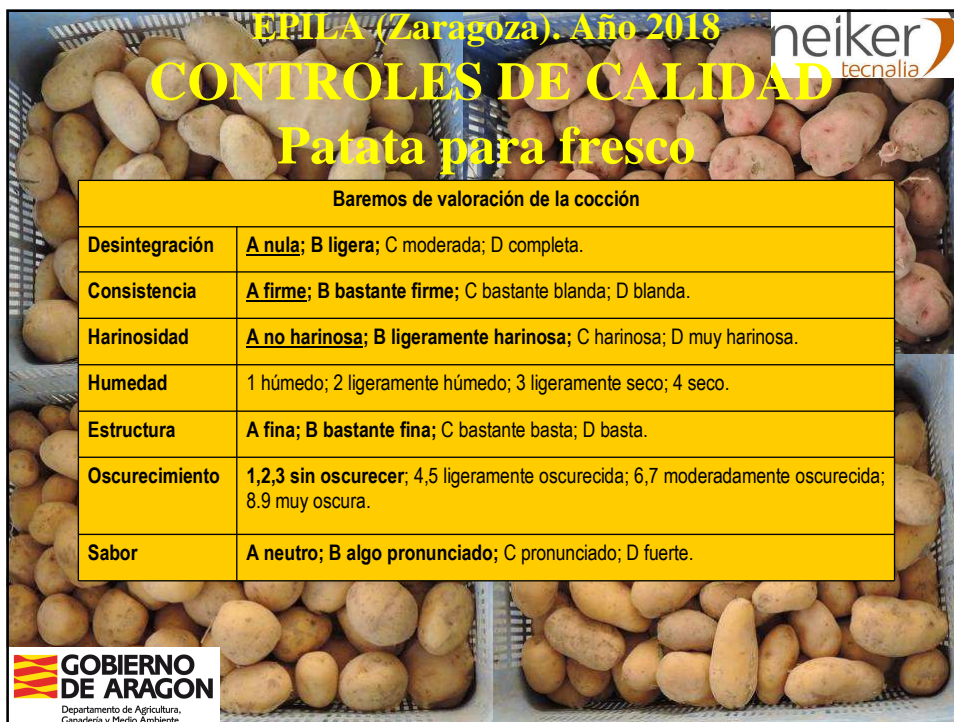 EPILA (Zaragoza). Año 2018
neiker
tecnalia
CONTROLES DE CALIDAD
Patata para fresco
Baremos de valoración de la cocción
Desintegración A nula; B ligera; C moderada; D completa.
Consistencia A firme; B bastante firme; C bastante blanda; D blanda.
Harinosidad A no harinosa; B ligeramente harinosa; C harinosa; D muy harinosa.
Humedad 1 húmedo; 2 ligeramente húmedo; 3 ligeramente seco; 4 seco.
Estructura A fina; B bastante fina; C bastante basta; D basta.
Oscurecimiento 1,2,3 sin oscurecer; 4,5 ligeramente oscurecida; 6,7 moderadamente oscurecida;
8.9 muy oscura.
Sabor A neutro; B algo pronunciado; C pronunciado; D fuerte.
GOBIERNO
DE ARAGON
Departamento de Agricultura,
Ganadería y Medio Ambiente